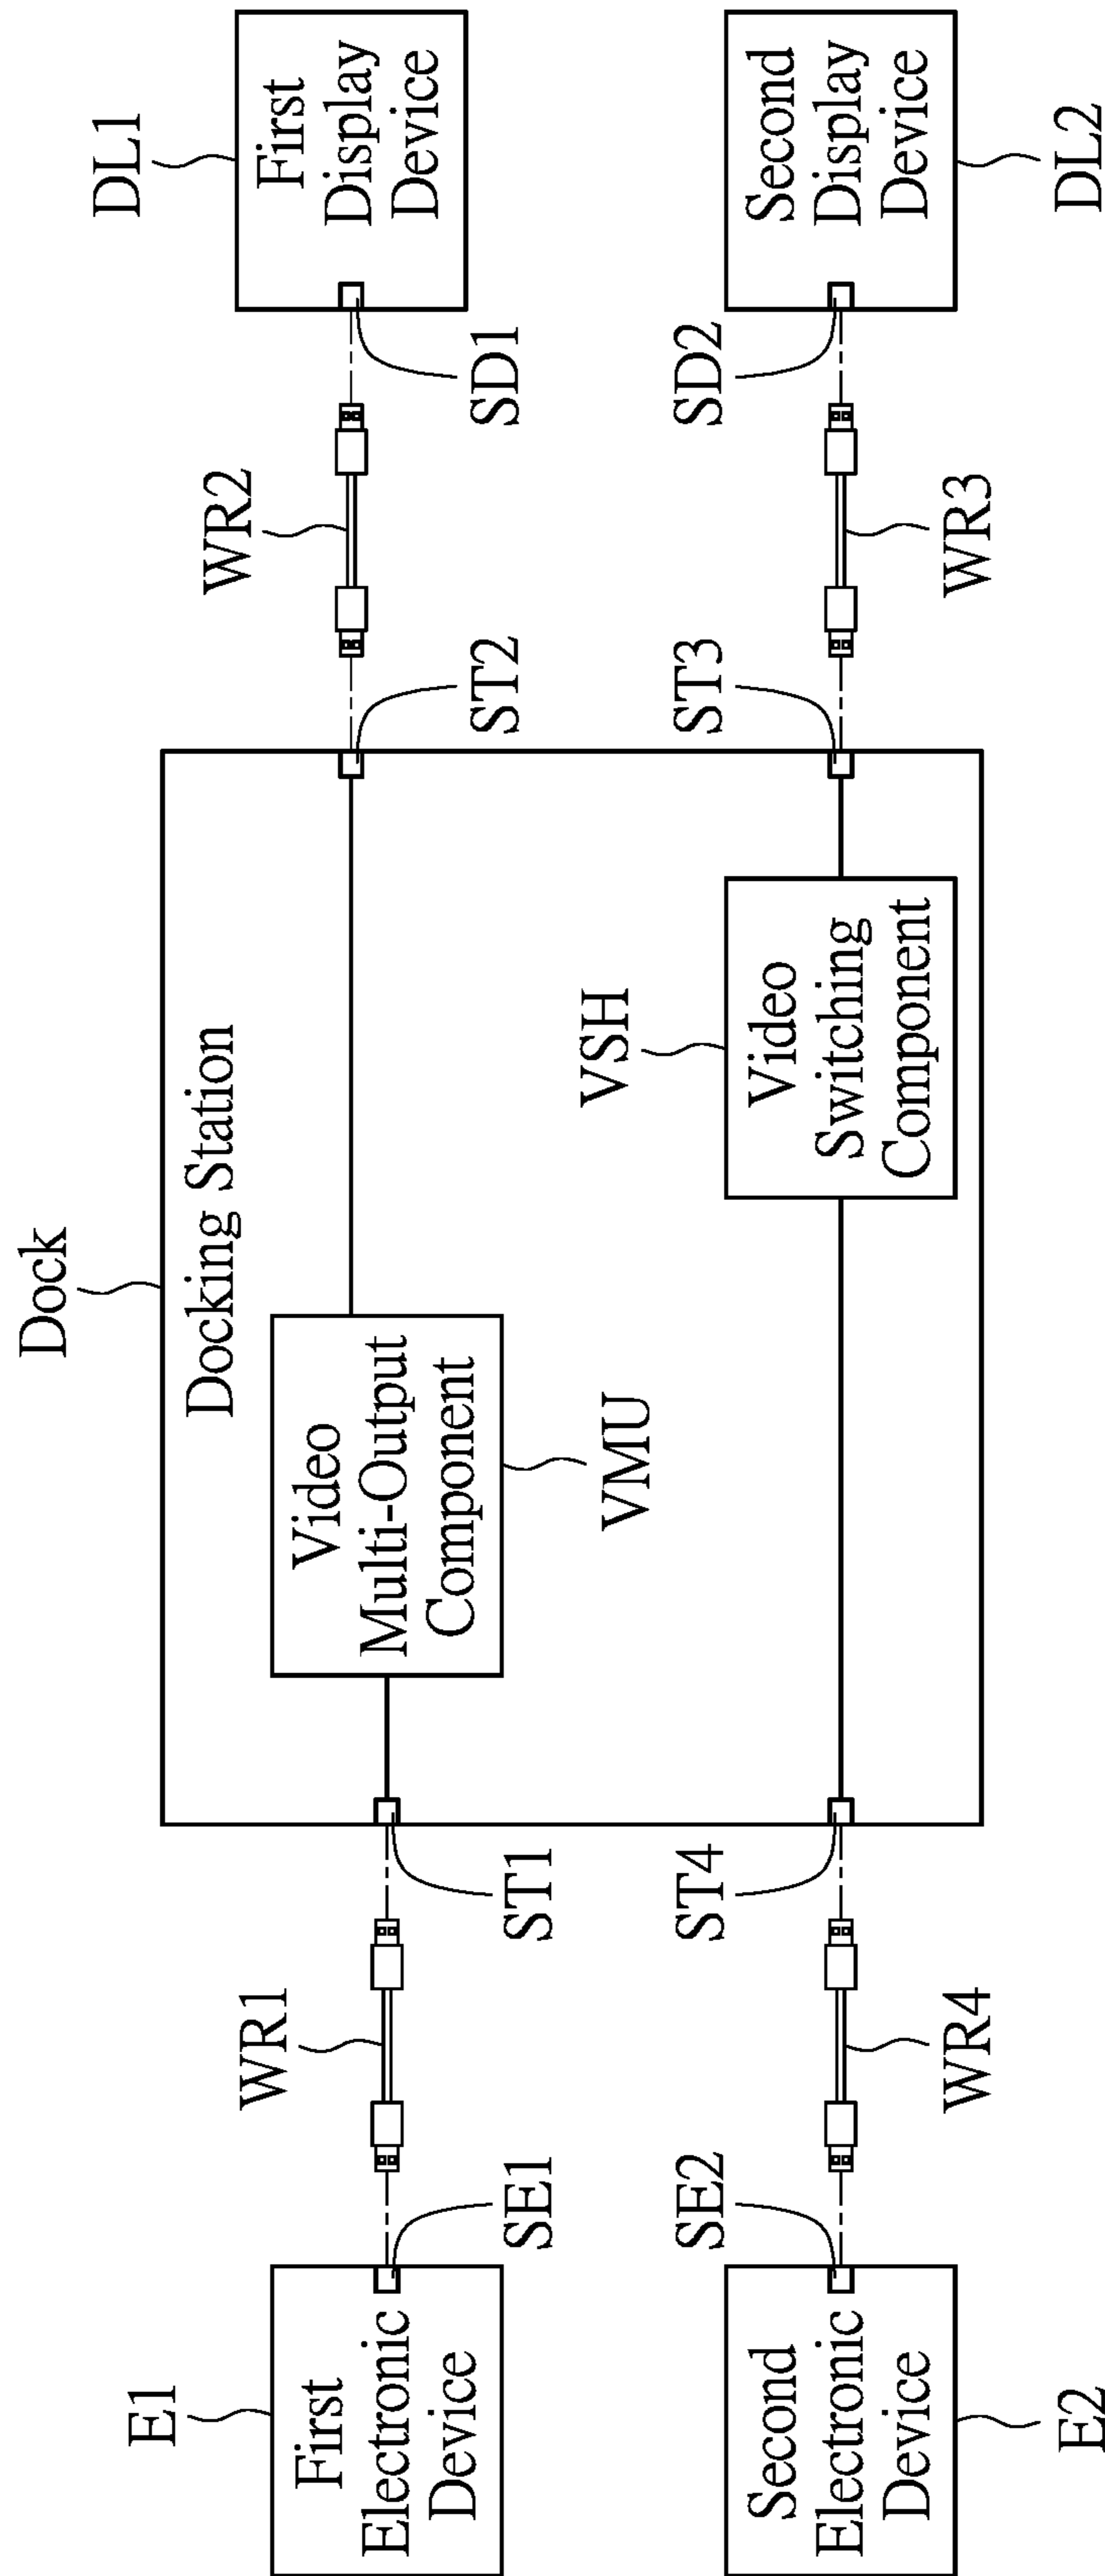 Dock
Docking Station
E1
First
Electronic
Device
SE1
WR1
ST1
Video
Multi-Output
Component
VMU
ST2
WR2
SD1
DL1
First
Display
Device
Second
Electronic
Device
E2
SE2
WR4
ST4
VSH
Video
Switching
Component
ST3
WR3
SD2
Second
Display
Device
DL2